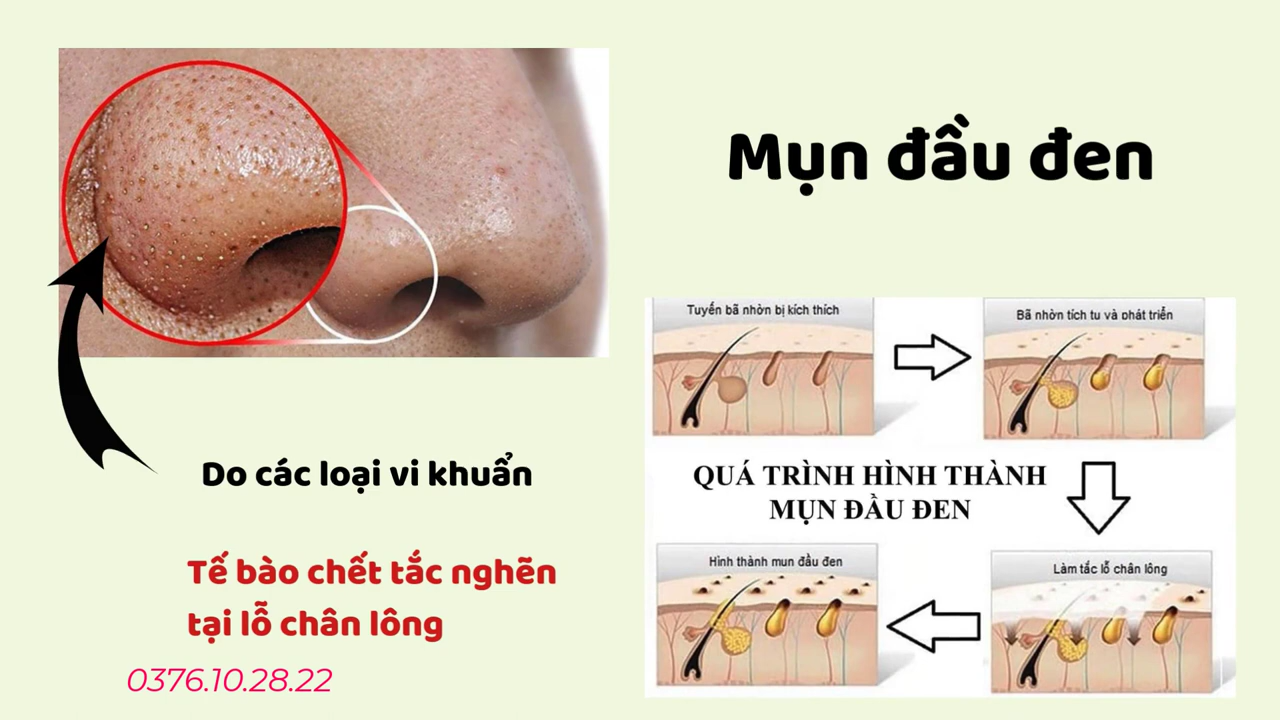 Mụn đầu đen
Do các loại vi khuẩn
Tế bào chết tắc nghẽn
tại lỗ chân lông
0376.10.28.22
Tuyến bã nhờn bị kích thích
Bã nhờn tích tu và phát triển
QUÁ TRÌNH HÌNH THÀNH
MỤN ĐẦU ĐEN
Hình thành mun đầu đen
Làm tắc lỗ chân lông